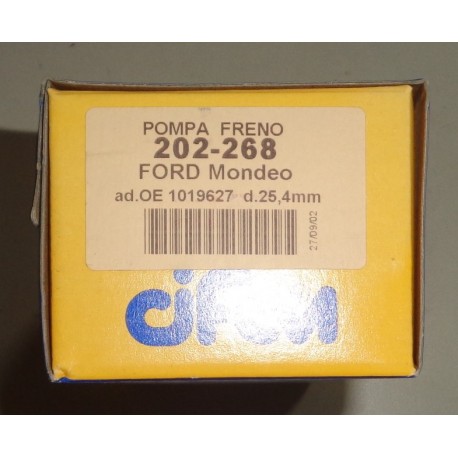 POMPA FRENO
202-268
FORD Mondeo
ad.OE 1019627 d.25,4mm
27/09/02
cifam